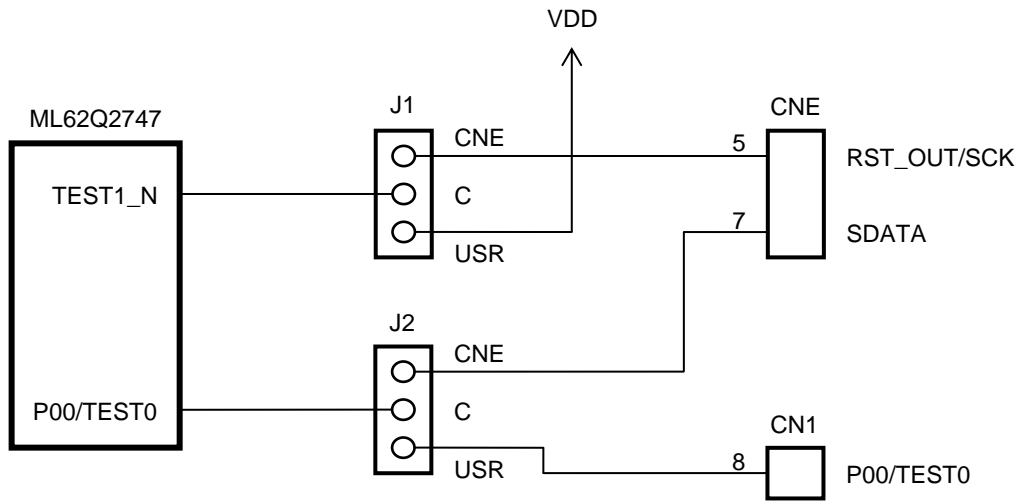 VDD
ML62Q2747
J1
CNE
CNE
5
RST_OUT/SCK
TEST1_N
C
7
SDATA
USR
J2
CNE
P00/TEST0
C
CN1
USR
8
P00/TEST0